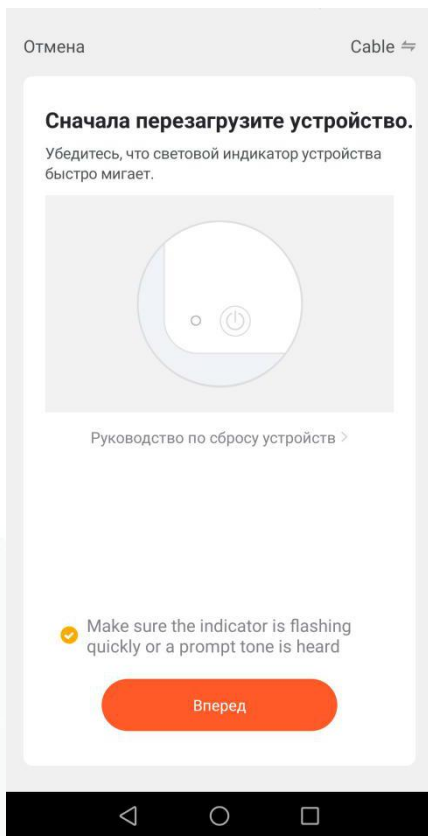 Отмена
Cable ⇋
Сначала перезагрузите устройство.
Убедитесь, что световой индикатор устройства
быстро мигает.
Руководство по сбросу устройств >
Make sure the indicator is flashing
quickly or a prompt tone is heard
Вперед